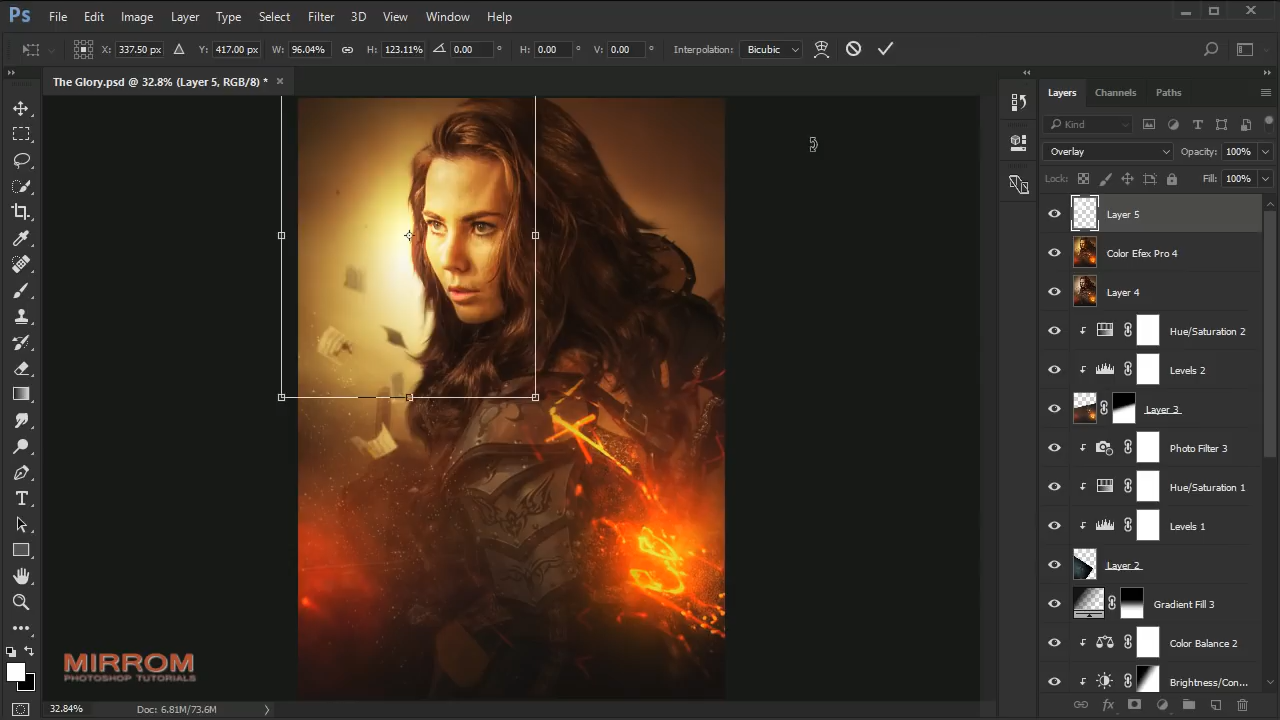 Ps File Edit Image Layer Type Select Filter 3D View Window Help
X: 337.50 px Y: 417.00 px W: 96.04% H: 123.11% 0.00 ° H: 0.00 ° V: 0.00 ° Interpolation: Bicubic
The Glory.psd @ 32.8% (Layer 5, RGB/8) * ×
Layers Channels Paths
Kind
Overlay Opacity: 100%
Lock: Fill: 100%
Layer 5
Color Efex Pro 4
Layer 4
Hue/Saturation 2
Levels 2
Layer 3
Photo Filter 3
Hue/Saturation 1
Levels 1
Layer 2
Gradient Fill 3
Color Balance 2
Brightness/Con...
MIRROM
PHOTOSHOP TUTORIALS
32.84% Doc: 6.81M/73.6M